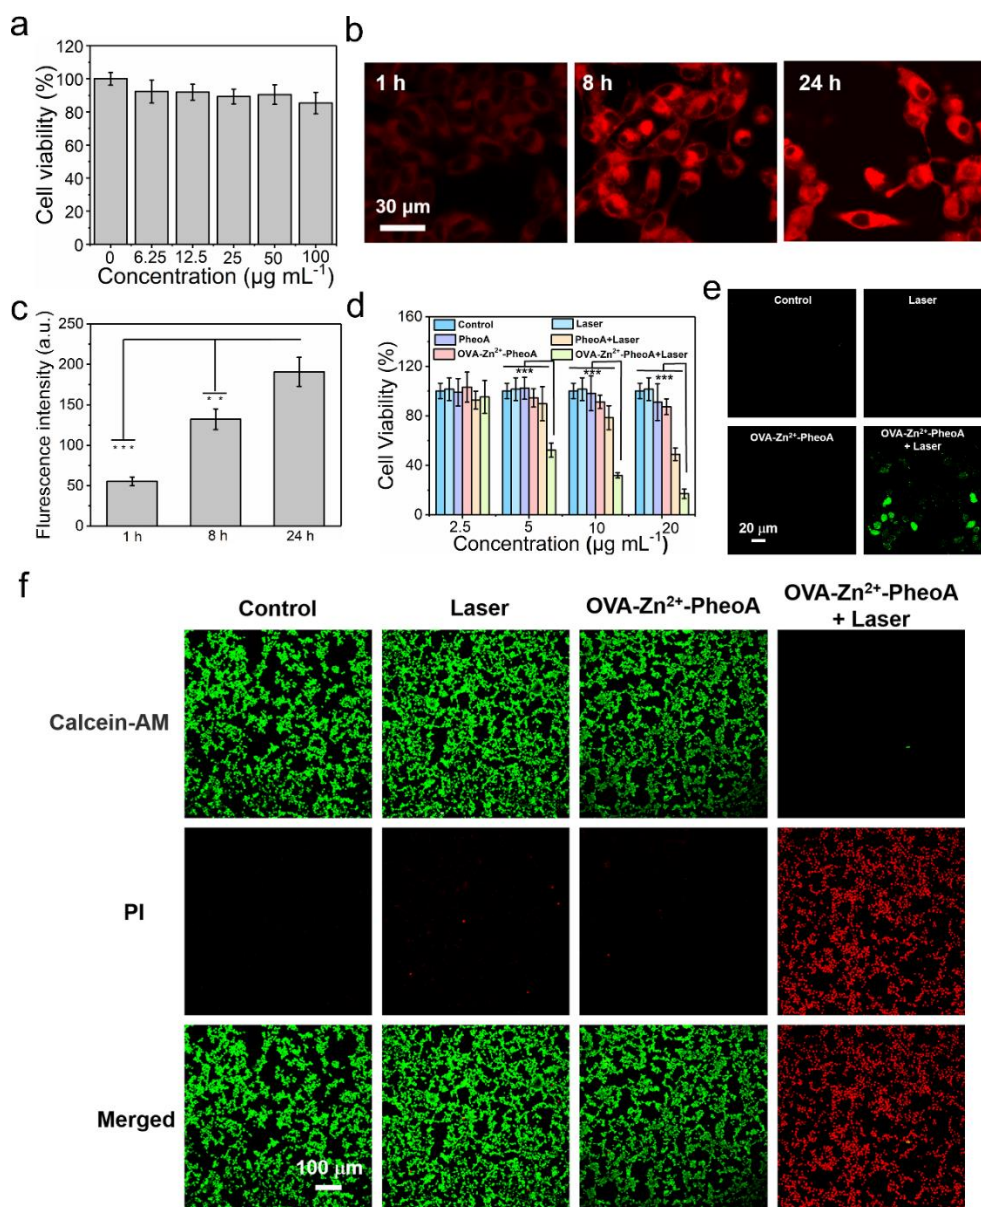 a
120
100
80
60
40
20
0
Cell viability (%)
0 6.25 12.5 25 50 100
Concentration (µg mL⁻¹)
b
1 h
8 h
24 h
30 µm
c
250
200
150
100
50
0
Flurescence intensity (a.u.)
***
**
1 h 8 h 24 h
d
160
120
80
40
0
Cell Viability (%)
Control
Laser
PheoA
PheoA+Laser
OVA-Zn²⁺-PheoA
OVA-Zn²⁺-PheoA+Laser
*** *** ***
2.5 5 10 20
Concentration (µg mL⁻¹)
e
Control
Laser
OVA-Zn²⁺-PheoA
OVA-Zn²⁺-PheoA
+ Laser
20 µm
f
Control
Laser
OVA-Zn²⁺-PheoA
OVA-Zn²⁺-PheoA
+ Laser
Calcein-AM
PI
Merged
100 µm